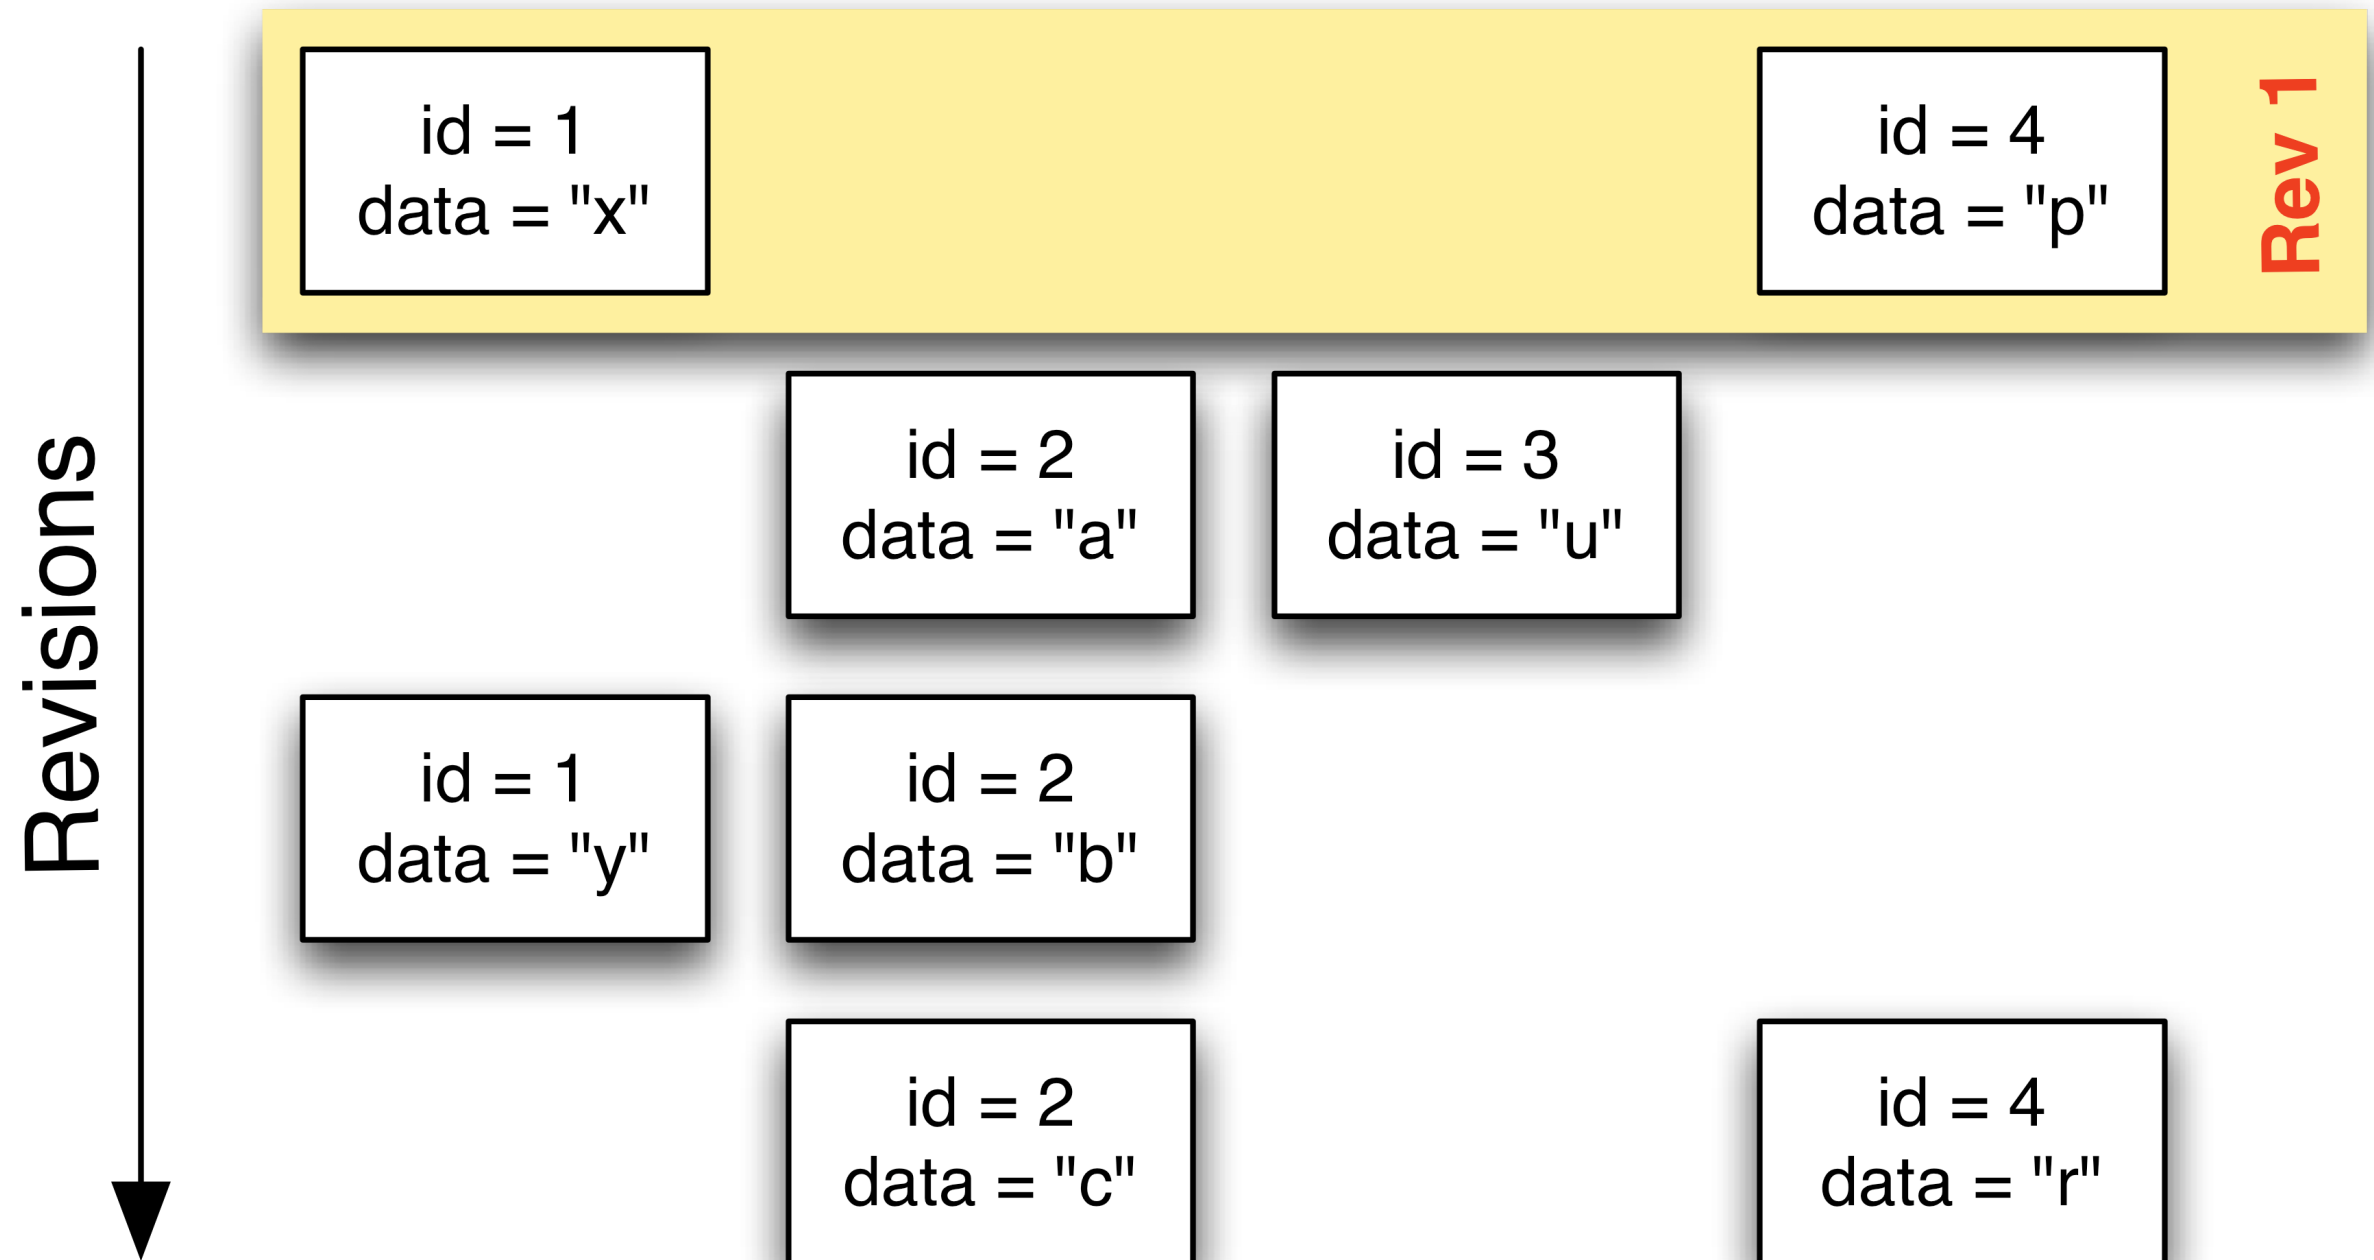 Revisions
id = 1
data = "x"
id = 4
data = "p"
Rev 1
id = 2
data = "a"
id = 3
data = "u"
id = 1
data = "y"
id = 2
data = "b"
id = 2
data = "c"
id = 4
data = "r"